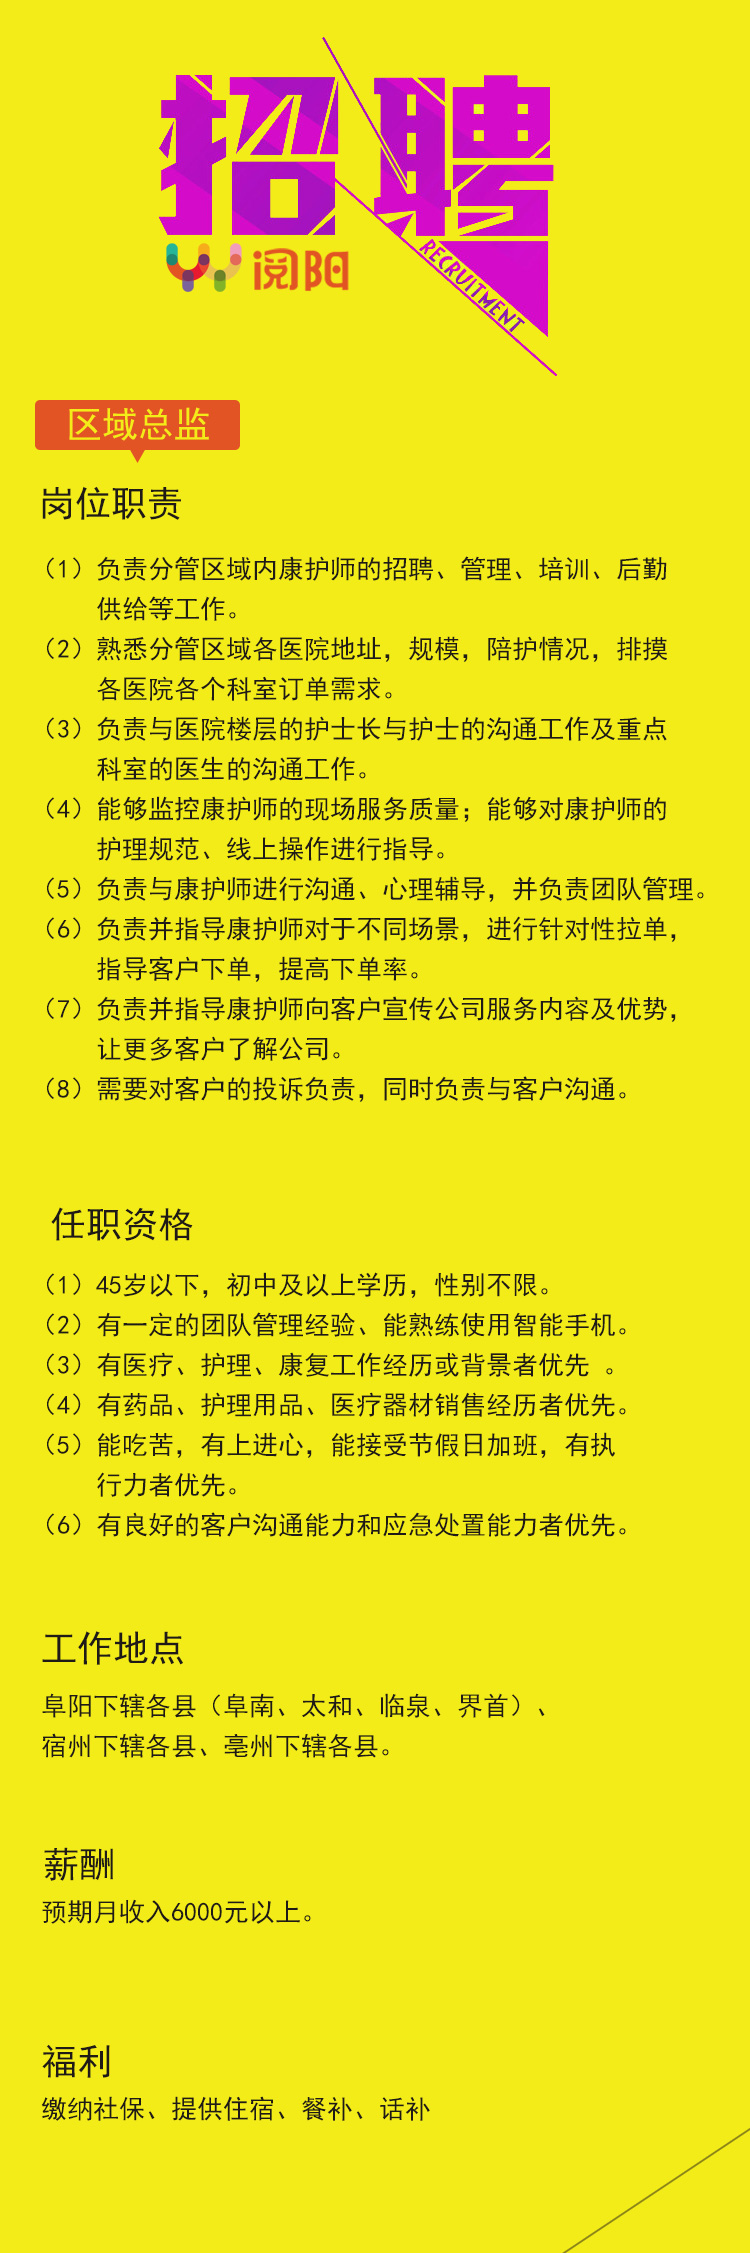 招聘
阅阳
RECRUITMENT
区域总监
岗位职责
（1）负责分管区域内康护师的招聘、管理、培训、后勤
供给等工作。
（2）熟悉分管区域各医院地址，规模，陪护情况，排摸
各医院各个科室订单需求。
（3）负责与医院楼层的护士长与护士的沟通工作及重点
科室的医生的沟通工作。
（4）能够监控康护师的现场服务质量；能够对康护师的
护理规范、线上操作进行指导。
（5）负责与康护师进行沟通、心理辅导，并负责团队管理。
（6）负责并指导康护师对于不同场景，进行针对性拉单，
指导客户下单，提高下单率。
（7）负责并指导康护师向客户宣传公司服务内容及优势，
让更多客户了解公司。
（8）需要对客户的投诉负责，同时负责与客户沟通。
任职资格
（1）45岁以下，初中及以上学历，性别不限。
（2）有一定的团队管理经验、能熟练使用智能手机。
（3）有医疗、护理、康复工作经历或背景者优先 。
（4）有药品、护理用品、医疗器材销售经历者优先。
（5）能吃苦，有上进心，能接受节假日加班，有执
行力者优先。
（6）有良好的客户沟通能力和应急处置能力者优先。
工作地点
阜阳下辖各县（阜南、太和、临泉、界首）、
宿州下辖各县、亳州下辖各县。
薪酬
预期月收入6000元以上。
福利
缴纳社保、提供住宿、餐补、话补